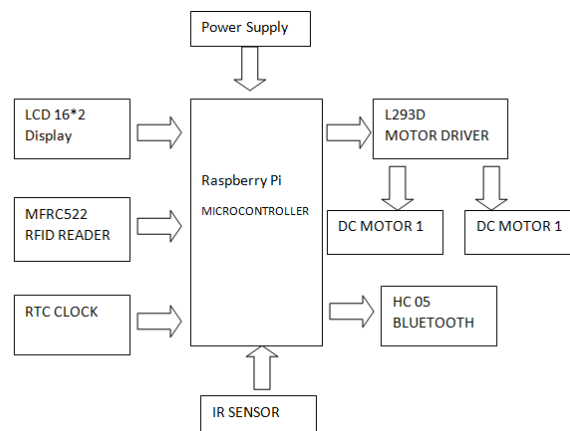 Power Supply
LCD 16*2
Display
L293D
MOTOR DRIVER
Raspberry Pi
MICROCONTROLLER
MFRC522
RFID READER
DC MOTOR 1
DC MOTOR 1
RTC CLOCK
HC 05
BLUETOOTH
IR SENSOR